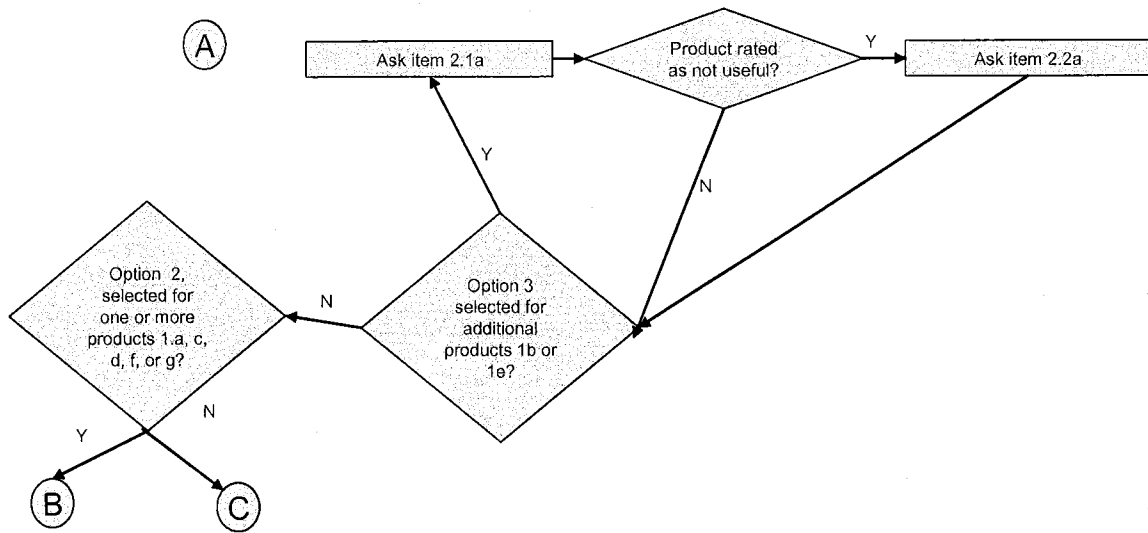 A
Ask item 2.1a
Product rated
as not useful?
Y
Ask item 2.2a
Y
N
Option 2,
selected for
one or more
products 1.a, c,
d, f, or g?
N
Option 3
selected for
additional
products 1b or
1e?
Y
N
B
C